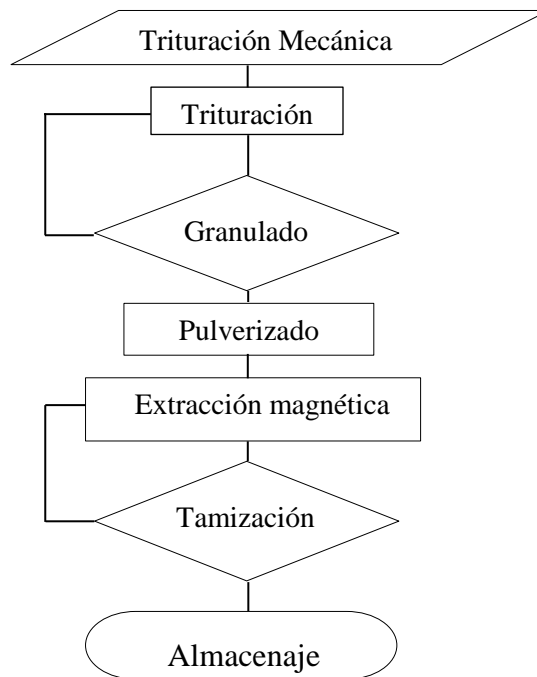 Trituración Mecánica
Trituración
Granulado
Pulverizado
Extracción magnética
Tamización
Almacenaje